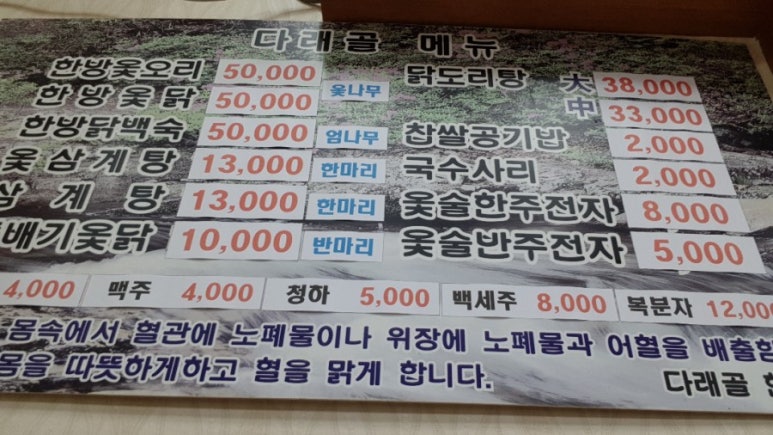 다래골 메뉴
한방옻오리 50,000 옻나무
한방옻닭 50,000
한방닭백숙 50,000 엄나무
옻삼계탕 13,000 한마리
삼계탕 13,000 한마리
배기옻닭 10,000 반마리
닭도리탕 大 38,000
中 33,000
찹쌀공기밥 2,000
국수사리 2,000
옻술한주전자 8,000
옻술반주전자 5,000
4,000 맥주 4,000 청하 5,000 백세주 8,000 복분자 12,000
몸속에서 혈관에 노폐물이나 위장에 노폐물과 어혈을 배출함
몸을 따뜻하게하고 혈을 맑게 합니다.
다래골